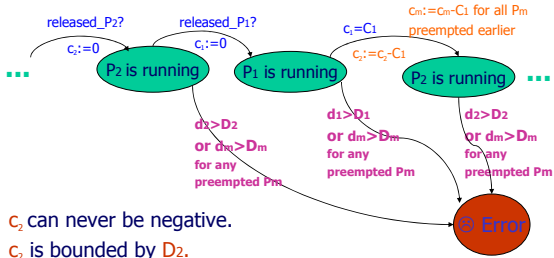 released_P2?
c₂:=0
released_P1?
c₁:=0
c₁=C1
c₂:=c₂-C1
cm:=cm-C1 for all Pm
preempted earlier
...
P2 is running
P1 is running
P2 is running
...
d2>D2
or dm>Dm
for any
preempted Pm
d1>D1
or dm>Dm
for any
preempted Pm
d2>D2
or dm>Dm
for any
preempted Pm
☹ Error
c₂ can never be negative.
c₂ is bounded by D2.